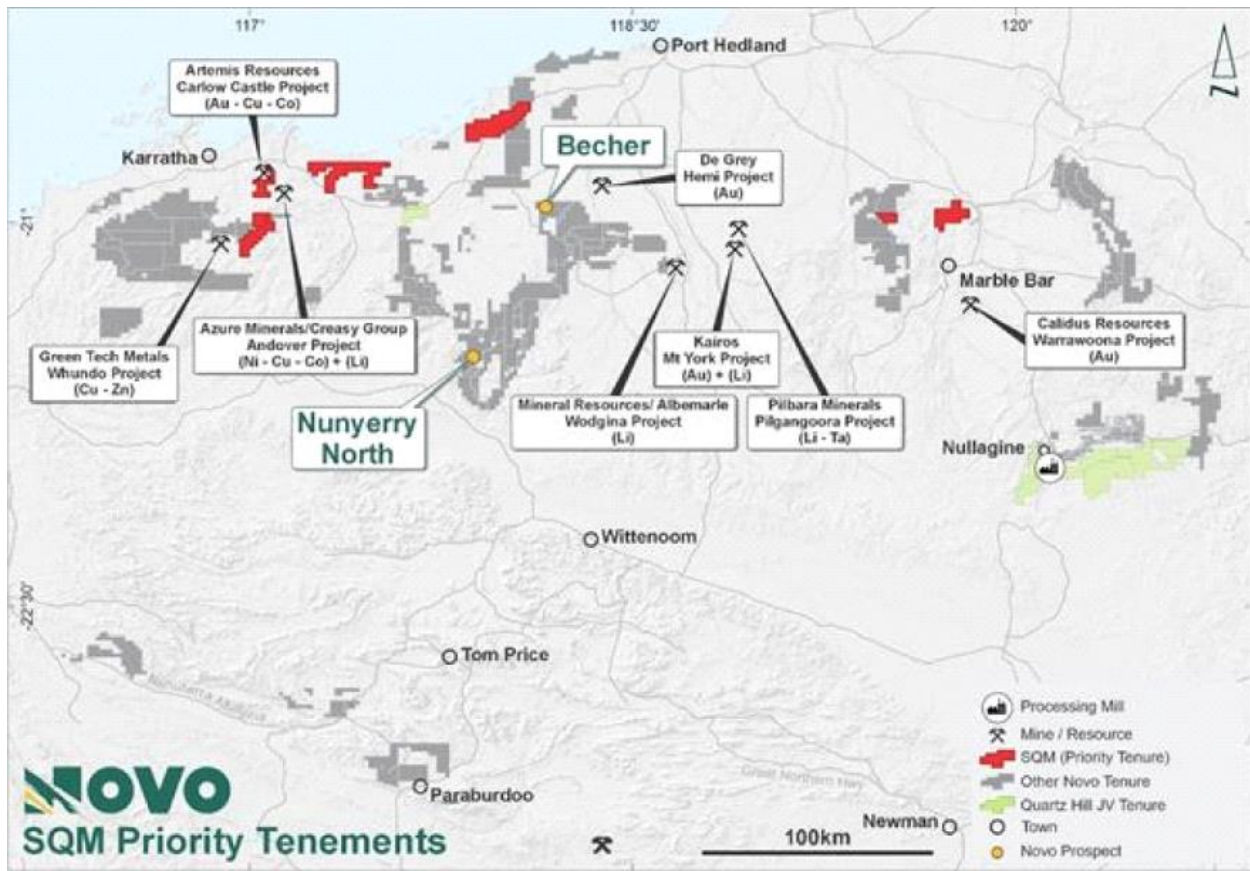 117°
118°30'
120°
Port Hedland
Artemis Resources
Carlow Castle Project
(Au - Cu - Co)
N
Karratha
Becher
De Grey
Hemi Project
(Au)
-21°
Marble Bar
Azure Minerals/Creasy Group
Andover Project
(Ni - Cu - Co) + (Li)
Green Tech Metals
Whundo Project
(Cu - Zn)
Kairos
Mt York Project
(Au) + (Li)
Calidus Resources
Warrawoona Project
(Au)
Nunyerry
North
Mineral Resources/ Albemarle
Wodgina Project
(Li)
Pilbara Minerals
Pilgangoora Project
(Li - Ta)
Nullagine
Wittenoom
-22°30'
Tom Price
Nanutarra Munjina
Paraburdoo
Great Northern Hwy
Newman
Processing Mill
Mine / Resource
SQM (Priority Tenure)
Other Novo Tenure
Quartz Hill JV Tenure
Town
Novo Prospect
NOVO
SQM Priority Tenements
100km